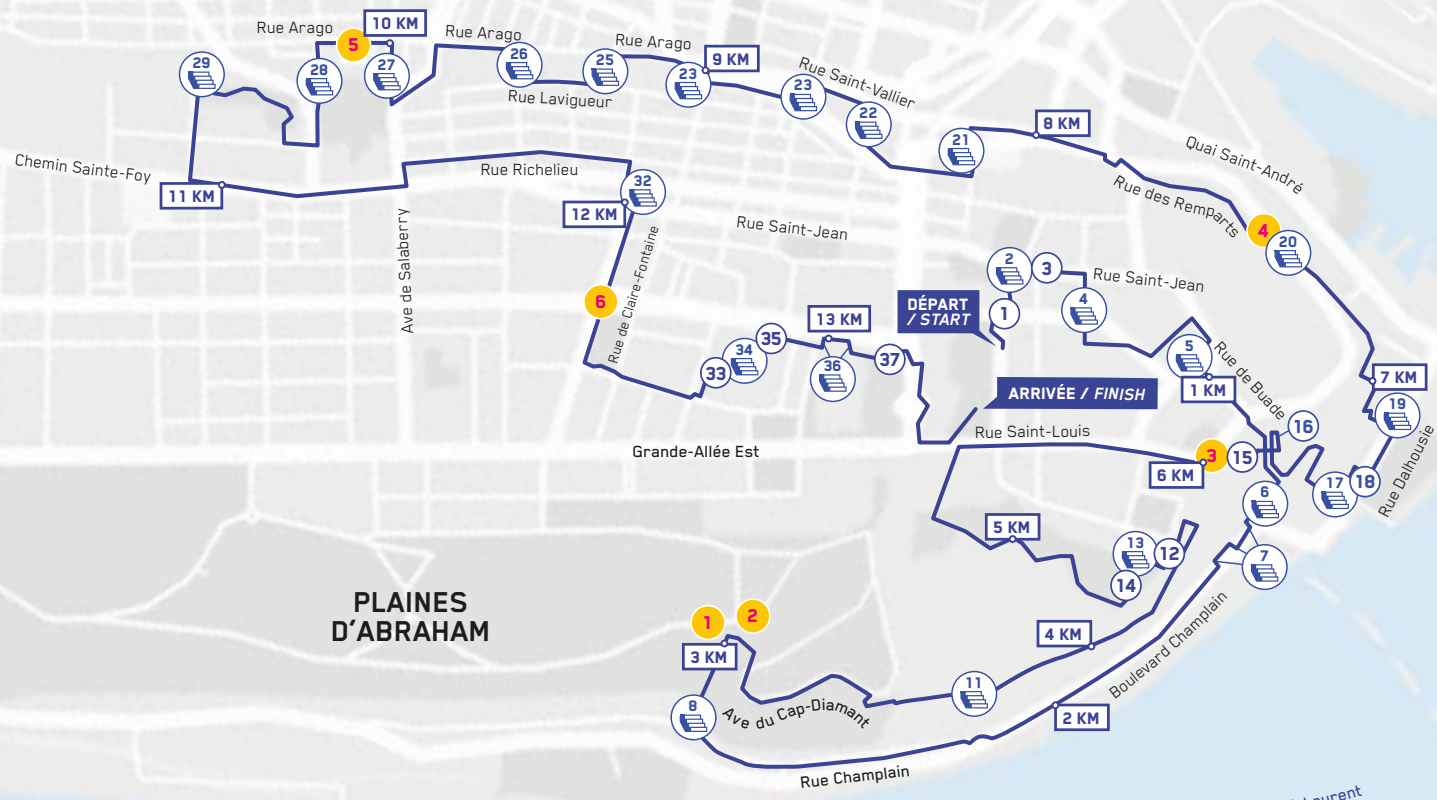 Rue Arago
5
10 KM
Rue Arago
Rue Arago
9 KM
29
28
27
26
25
23
23
Rue Saint-Vallier
Rue Lavigueur
22
21
8 KM
Quai Saint-André
Chemin Sainte-Foy
11 KM
Rue Richelieu
32
12 KM
Rue des Remparts
4
20
Ave de Salaberry
Rue de Claire-Fontaine
6
Rue Saint-Jean
2
3
Rue Saint-Jean
DÉPART
/ START
1
4
13 KM
35
34
33
36
37
5
Rue de Buade
1 KM
7 KM
ARRIVÉE / FINISH
19
16
Rue Saint-Louis
Grande-Allée Est
3
15
6 KM
17
18
Rue Dalhousie
6
5 KM
13
12
14
7
PLAINES
D'ABRAHAM
1
2
3 KM
4 KM
Boulevard Champlain
8
Ave du Cap-Diamant
11
2 KM
Rue Champlain